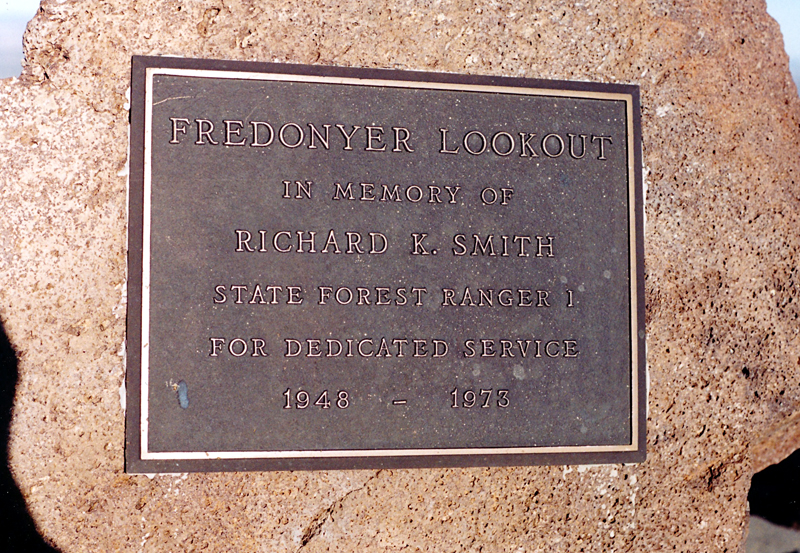 FREDONYER LOOKOUT
IN MEMORY OF
RICHARD K. SMITH
STATE FOREST RANGER I
FOR DEDICATED SERVICE
1948 - 1973